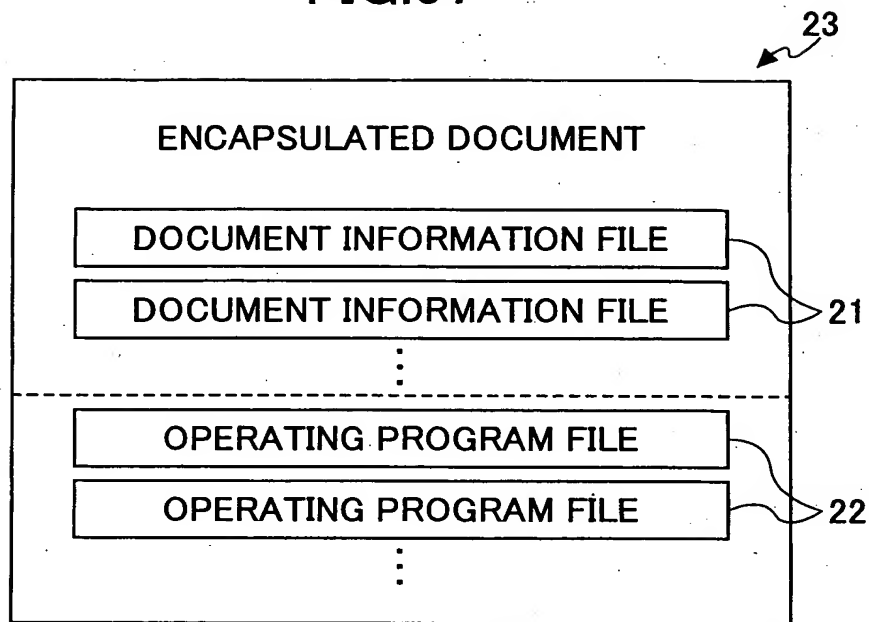 23
ENCAPSULATED DOCUMENT
DOCUMENT INFORMATION FILE
DOCUMENT INFORMATION FILE
21
OPERATING PROGRAM FILE
OPERATING PROGRAM FILE
22